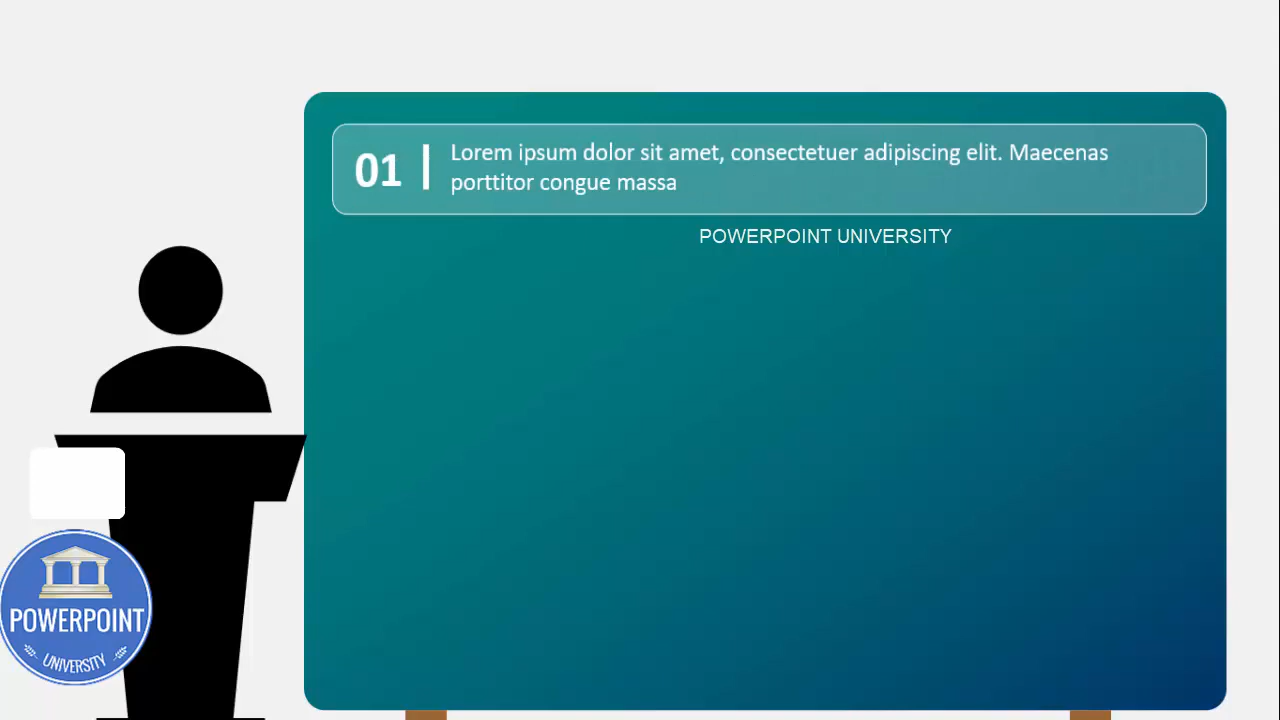 01
Lorem ipsum dolor sit amet, consectetuer adipiscing elit. Maecenas
porttitor congue massa
POWERPOINT UNIVERSITY
POWERPOINT
UNIVERSITY